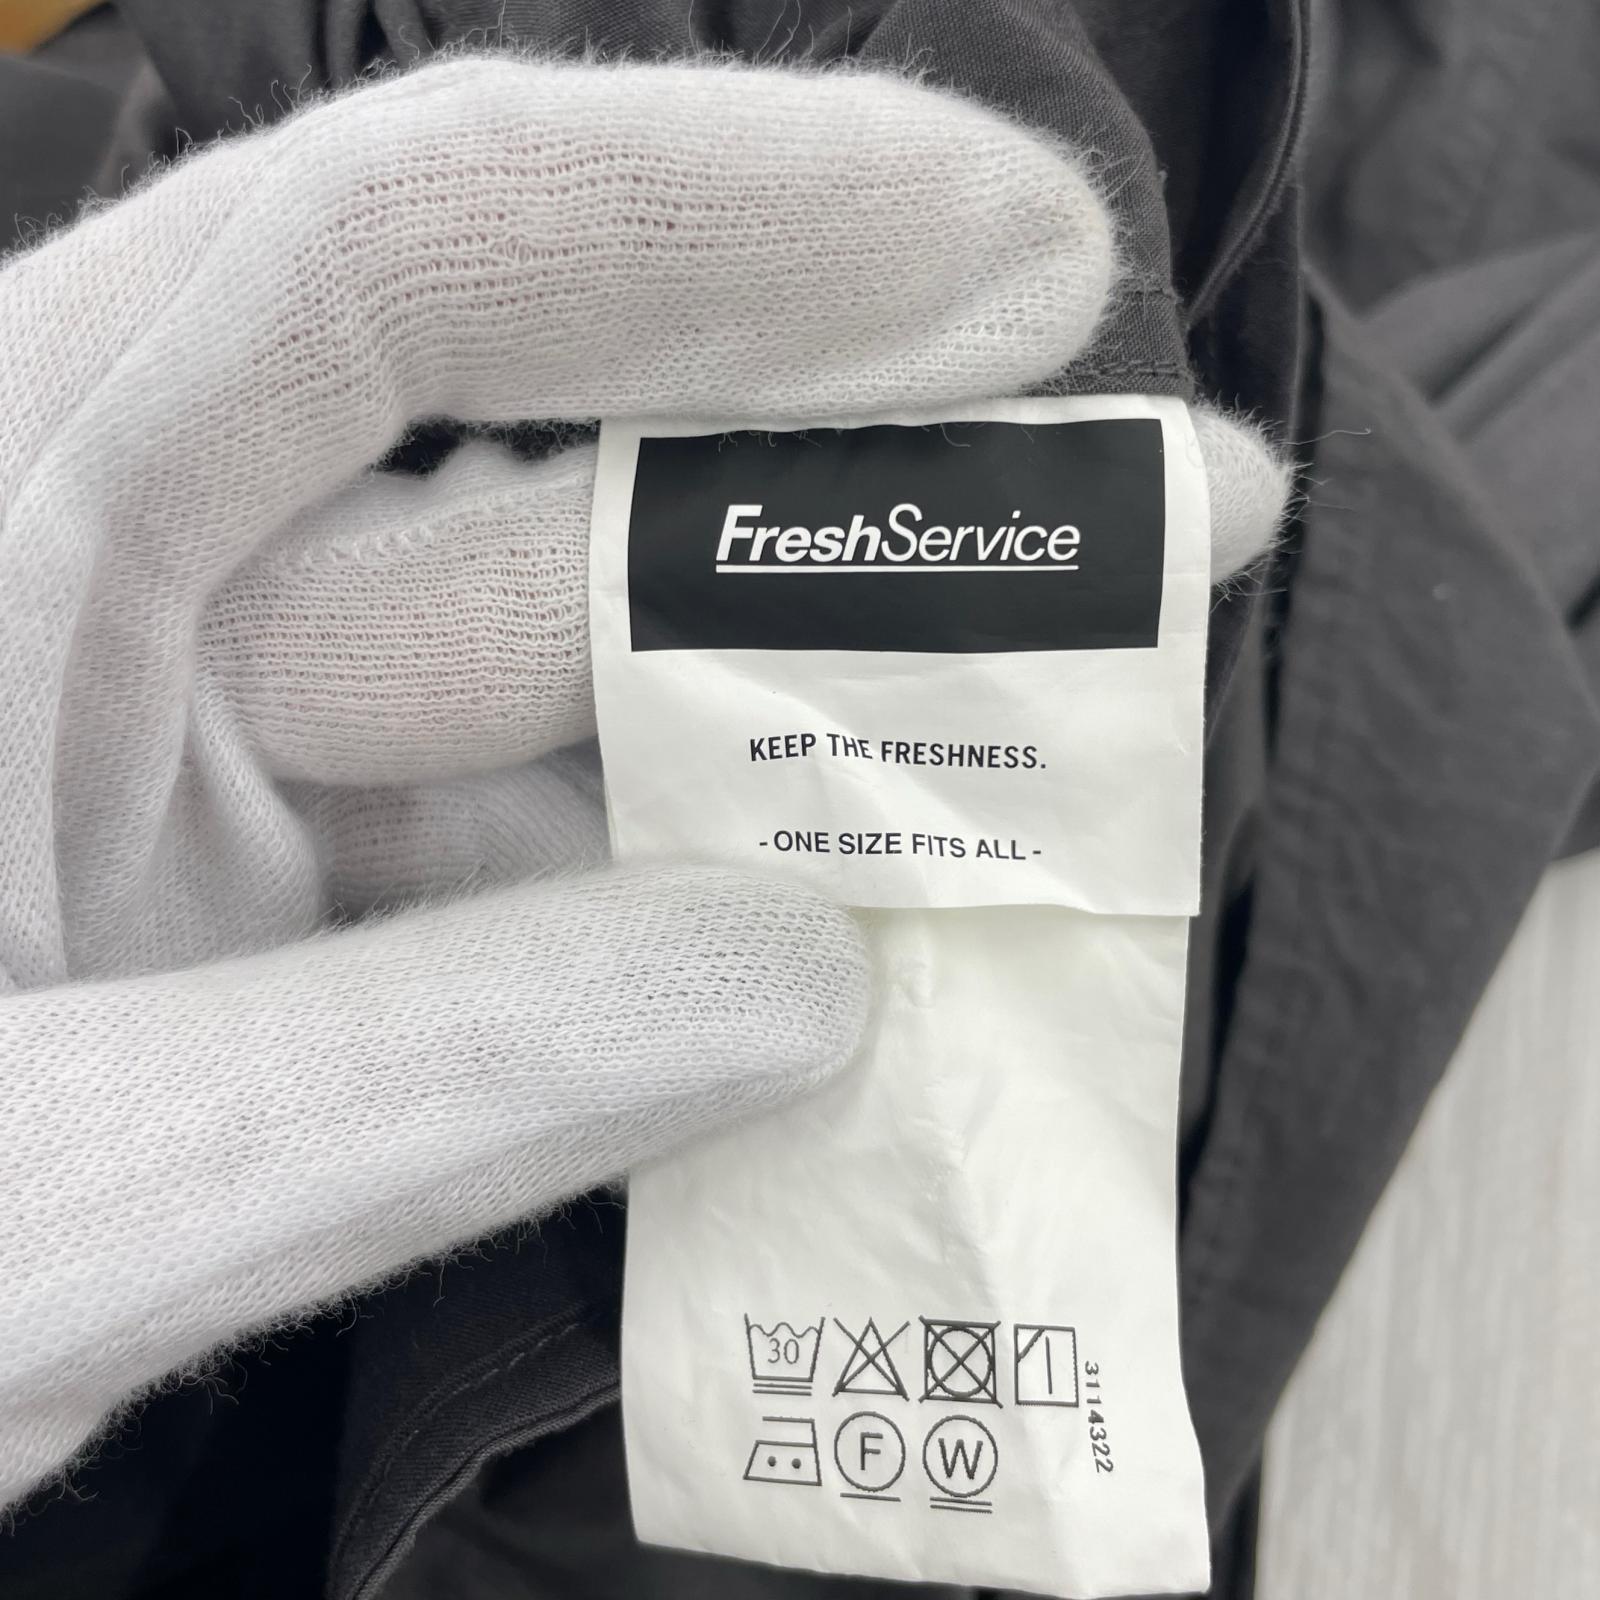 FreshService
KEEP THE FRESHNESS.
-ONE SIZE FITS ALL-
30
F W
3114322